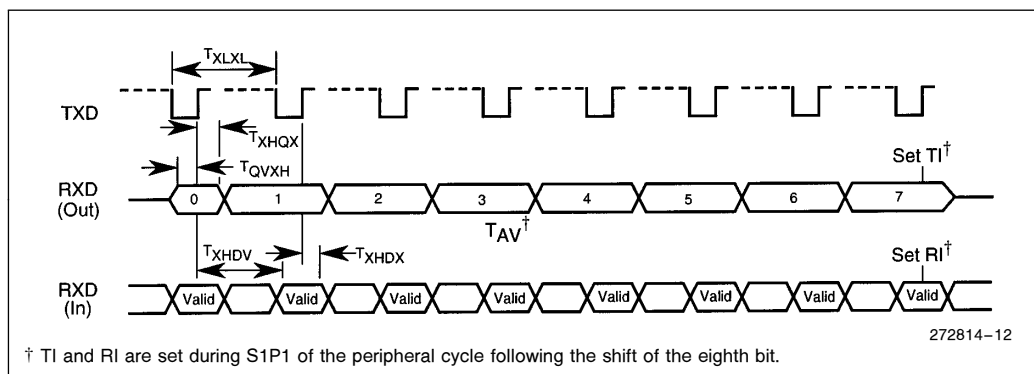 TXLXL
TXD
TXHQX
TQVXH
Set TI†
RXD
(Out)
0 1 2 3 4 5 6 7
TAV†
TXHDV
TXHDX
Set RI†
RXD
(In)
Valid Valid Valid Valid Valid Valid Valid Valid
272814–12
† TI and RI are set during S1P1 of the peripheral cycle following the shift of the eighth bit.